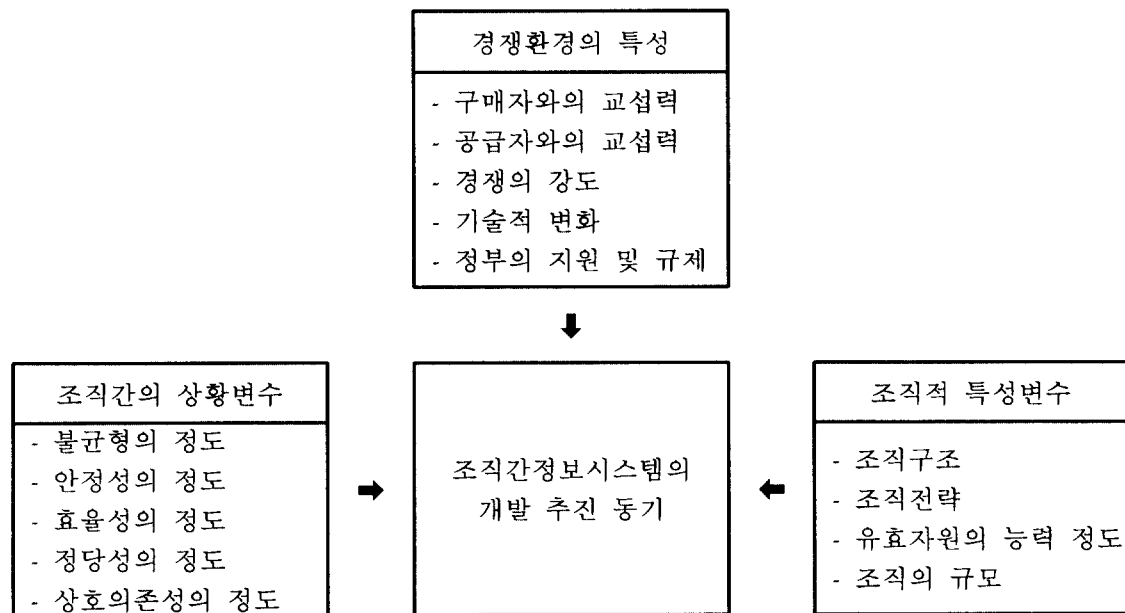 경쟁환경의 특성
- 구매자와의 교섭력
- 공급자와의 교섭력
- 경쟁의 강도
- 기술적 변화
- 정부의 지원 및 규제
조직간의 상황변수
- 불균형의 정도
- 안정성의 정도
- 효율성의 정도
- 정당성의 정도
- 상호의존성의 정도
조직간정보시스템의
개발 추진 동기
조직적 특성변수
- 조직구조
- 조직전략
- 유효자원의 능력 정도
- 조직의 규모